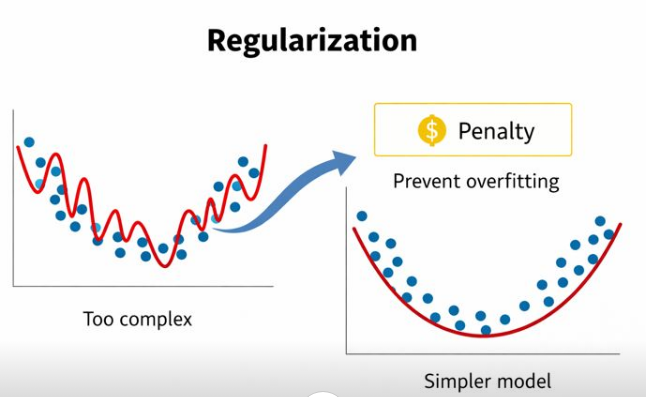 Regularization
$ Penalty
Prevent overfitting
Too complex
Simpler model